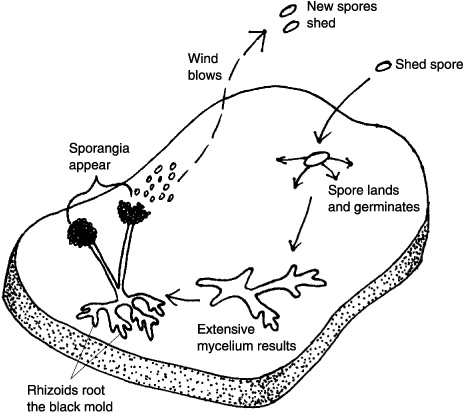 New spores
shed
Wind
blows
Shed spore
Sporangia
appear
Spore lands
and germinates
Extensive
mycelium results
Rhizoids root
the black mold